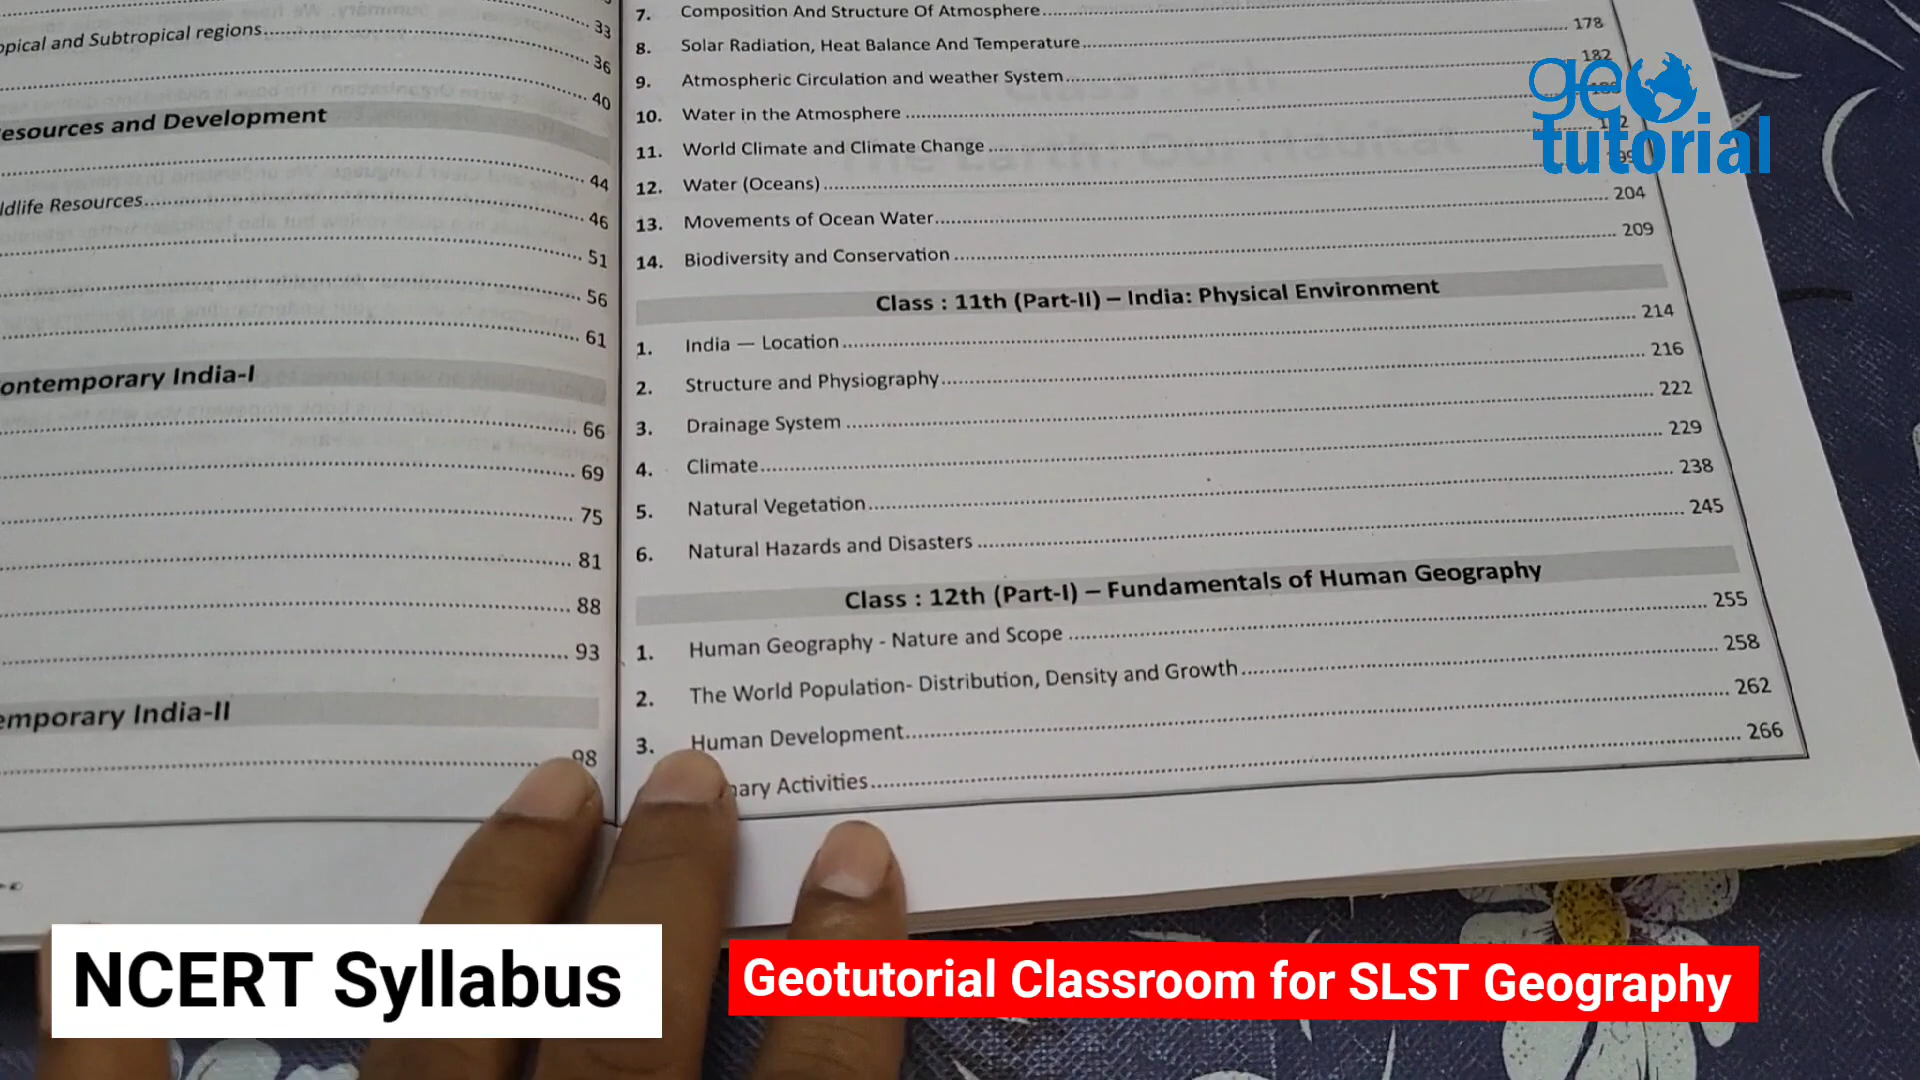 33
opical and Subtropical regions
36
40
esources and Development
44
ldlife Resources
46
51
56
61
ontemporary India-I
66
69
75
81
88
93
emporary India-II
98
7. Composition And Structure Of Atmosphere
8. Solar Radiation, Heat Balance And Temperature 178
9. Atmospheric Circulation and weather System 182
10. Water in the Atmosphere
11. World Climate and Climate Change
12. Water (Oceans)
13. Movements of Ocean Water 204
14. Biodiversity and Conservation 209
Class : 11th (Part-II) – India: Physical Environment
1. India — Location 214
2. Structure and Physiography 216
3. Drainage System 222
4. Climate 229
5. Natural Vegetation 238
6. Natural Hazards and Disasters 245
Class : 12th (Part-I) – Fundamentals of Human Geography
1. Human Geography - Nature and Scope 255
2. The World Population- Distribution, Density and Growth 258
3. Human Development 262
ary Activities 266
geo
tutorial
NCERT Syllabus
Geotutorial Classroom for SLST Geography